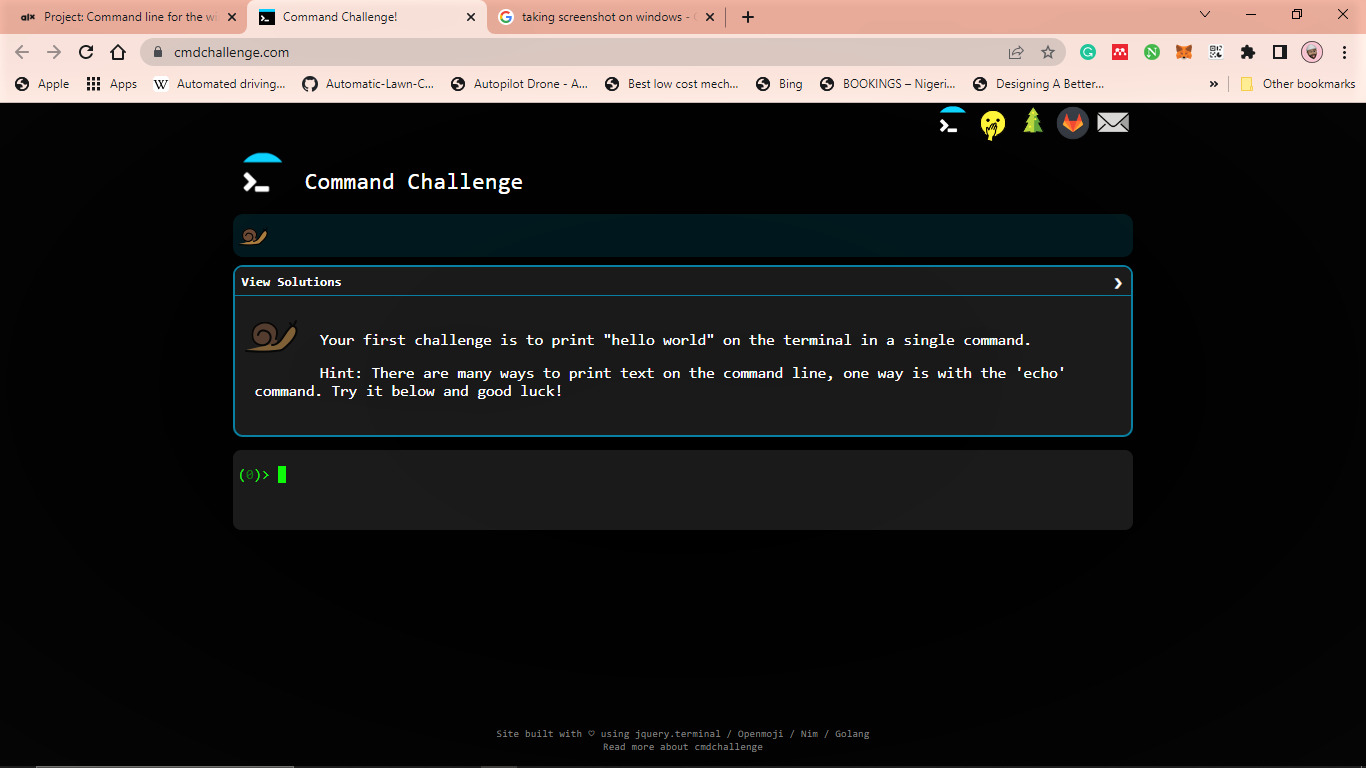 alx Project: Command line for the wi
Command Challenge!
taking screenshot on windows -
cmdchallenge.com
Apple
Apps
W Automated driving...
Automatic-Lawn-C...
Autopilot Drone - A...
Best low cost mech...
Bing
BOOKINGS – Nigeri...
Designing A Better...
»
Other bookmarks
Command Challenge
View Solutions
Your first challenge is to print "hello world" on the terminal in a single command.
Hint: There are many ways to print text on the command line, one way is with the 'echo'
command. Try it below and good luck!
(0)>
Site built with ♡ using jquery.terminal / Openmoji / Nim / Golang
Read more about cmdchallenge